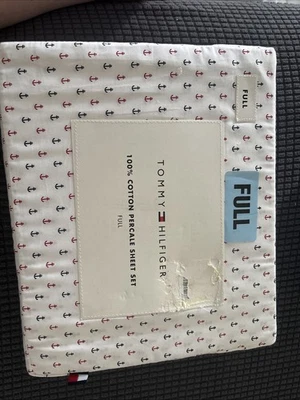 FULL
FULL
TOMMY HILFIGER
100% COTTON PERCALE SHEET SET
FULL